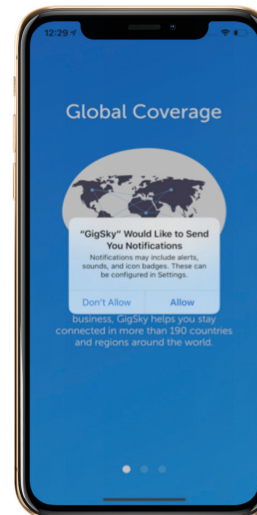 12:29
Global Coverage
“GigSky” Would Like to Send
You Notifications
Notifications may include alerts,
sounds, and icon badges. These can
be configured in Settings.
Don’t Allow
Allow
business, GigSky helps you stay
connected in more than 190 countries
and regions around the world.